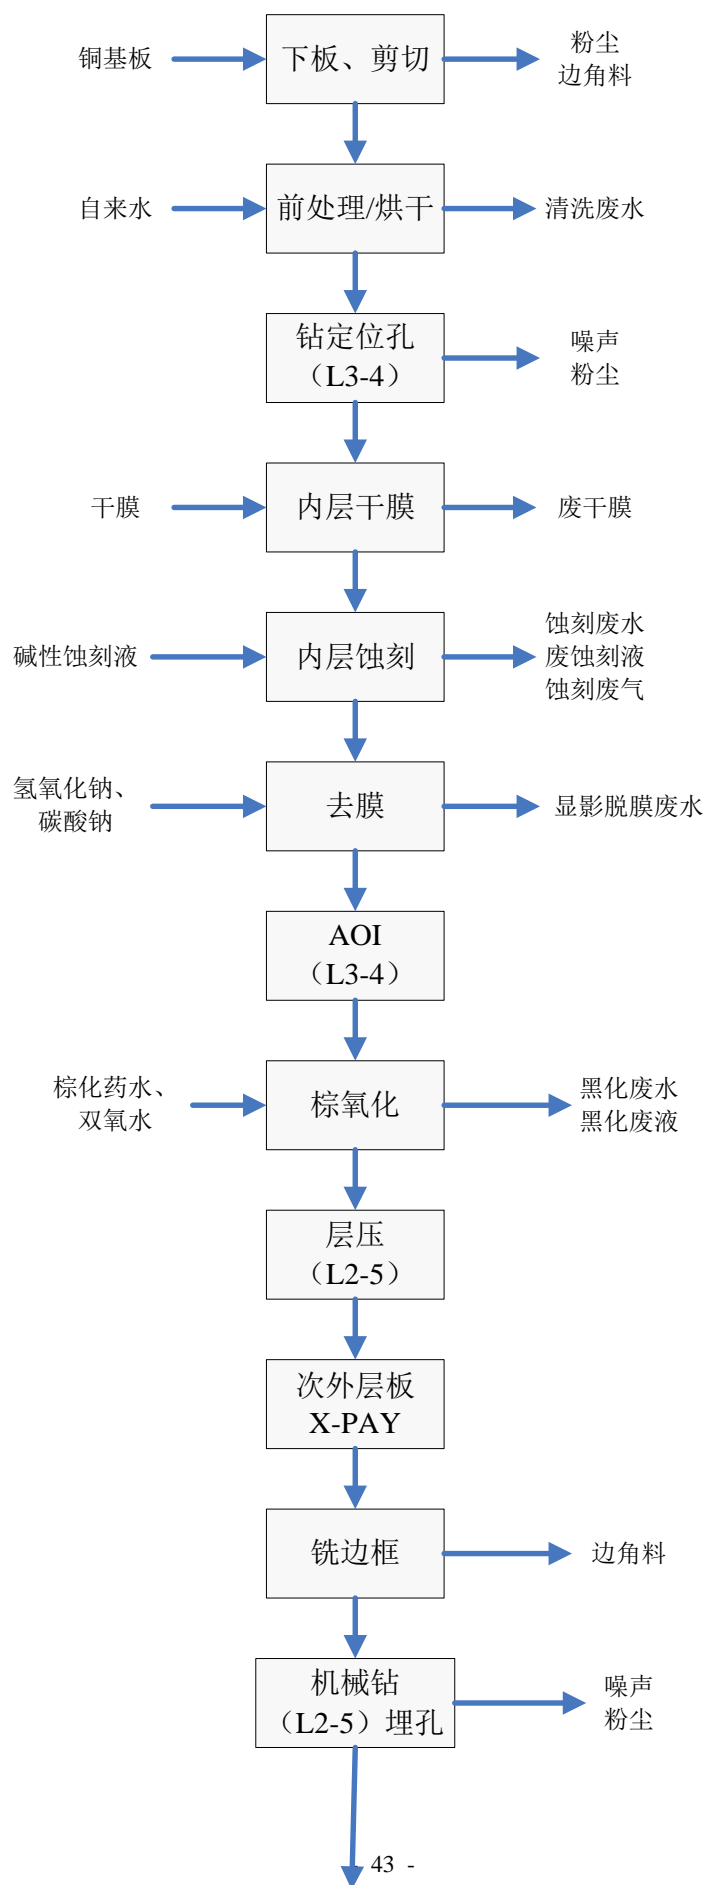 铜基板
下板、剪切
粉尘
边角料
自来水
前处理/烘干
清洗废水
钻定位孔
（L3-4）
噪声
粉尘
干膜
内层干膜
废干膜
碱性蚀刻液
内层蚀刻
蚀刻废水
废蚀刻液
蚀刻废气
氢氧化钠、
碳酸钠
去膜
显影脱膜废水
AOI
（L3-4）
棕化药水、
双氧水
棕氧化
黑化废水
黑化废液
层压
（L2-5）
次外层板
X-PAY
铣边框
边角料
机械钻
（L2-5）埋孔
噪声
粉尘
43 -